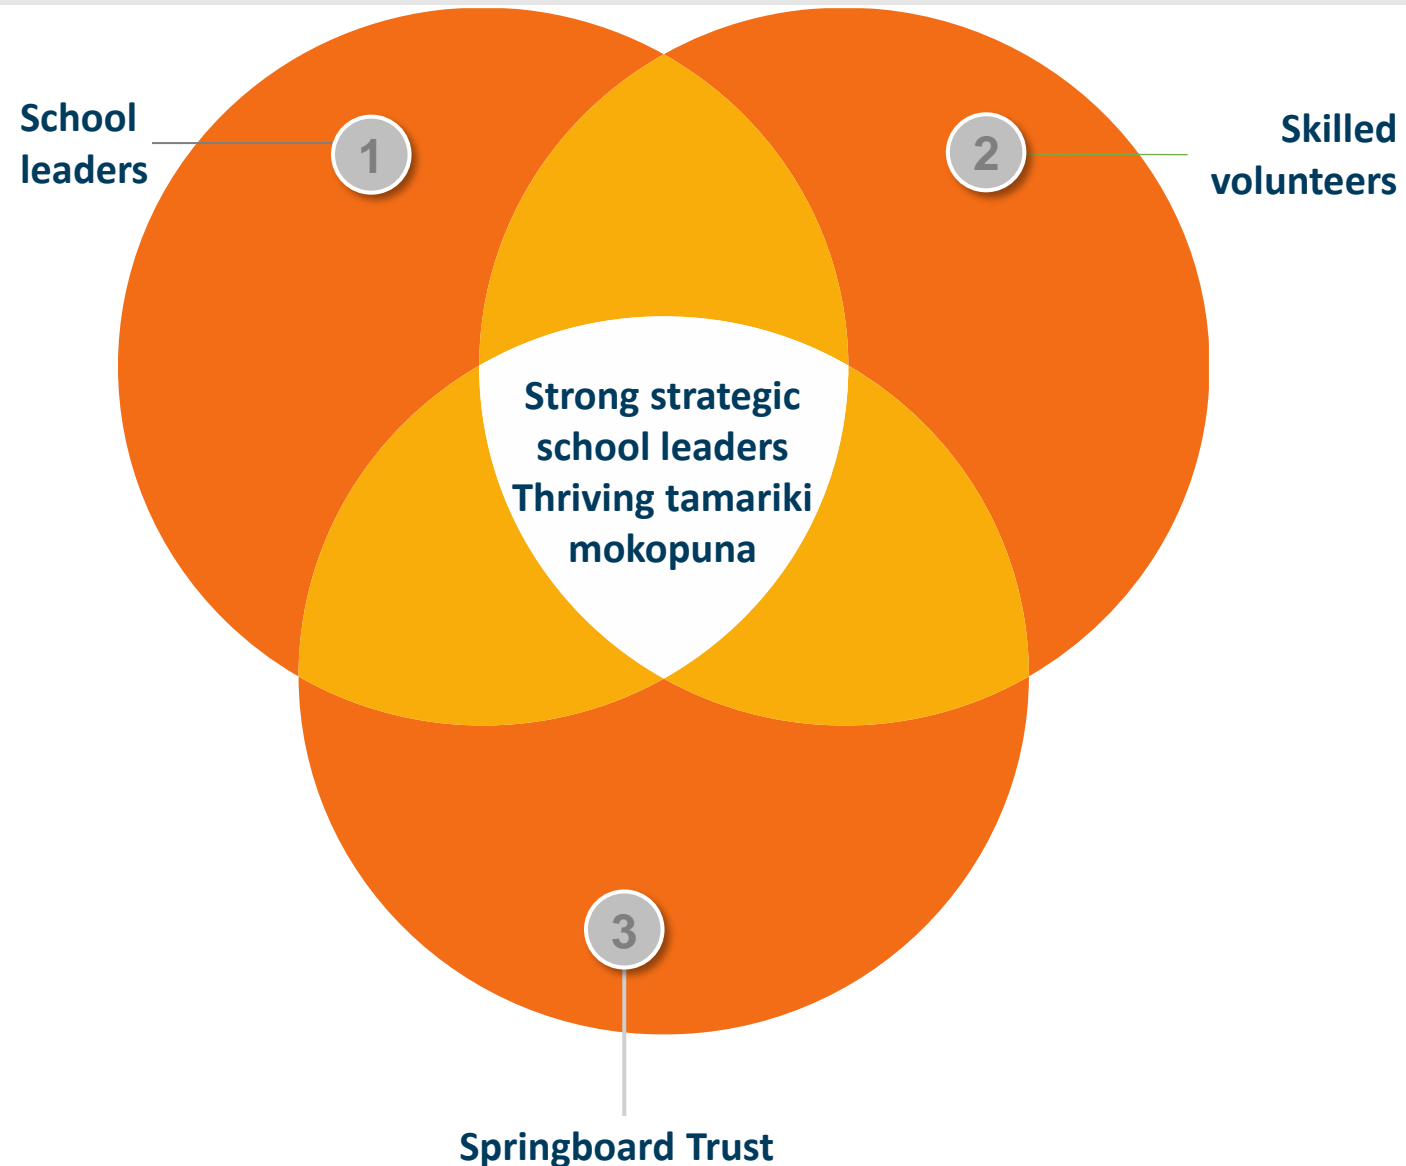 School
leaders
1
2
Skilled
volunteers
Strong strategic
school leaders
Thriving tamariki
mokopuna
3
Springboard Trust